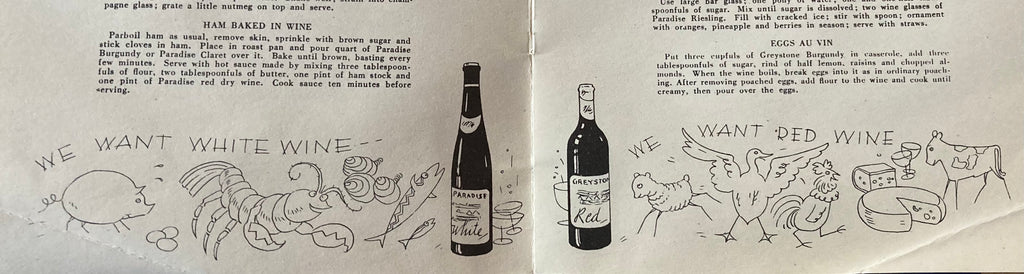 pagne glass; grate a little nutmeg on top and serve.
HAM BAKED IN WINE
Parboil ham as usual, remove skin, sprinkle with brown sugar and
stick cloves in ham. Place in roast pan and pour quart of Paradise
Burgundy or Paradise Claret over it. Bake until brown, basting every
few minutes. Serve with hot sauce made by mixing three tablespoon-
fuls of flour, two tablespoonfuls of butter, one pint of ham stock and
one pint of Paradise red dry wine. Cook sauce ten minutes before
serving.
WE WANT WHITE WINE--
PARADISE
White
Use large bar glass; one pony of
spoonfuls of sugar. Mix until sugar is dissolved; two wine glasses of
Paradise Riesling. Fill with cracked ice; stir with spoon; ornament
with oranges, pineapple and berries in season; serve with straws.
EGGS AU VIN
Put three cupfuls of Greystone Burgundy in casserole, add three
tablespoonfuls of sugar, rind of half lemon, raisins and chopped al-
monds. When the wine boils, break eggs into it as in ordinary poach-
ing. After removing poached eggs, add flour to the wine and cook until
creamy, then pour over the eggs.
GREYSTON
Red
WE WANT RED WINE